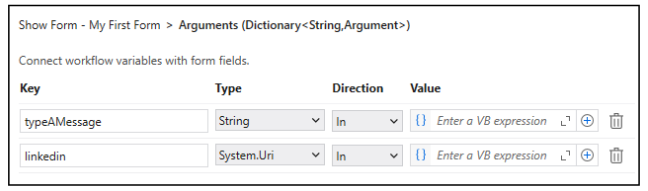 Show Form - My First Form > Arguments (Dictionary<String,Argument>)
Connect workflow variables with form fields.
Key Type Direction Value
typeAMessage String In {} Enter a VB expression
linkedin System.Uri In {} Enter a VB expression